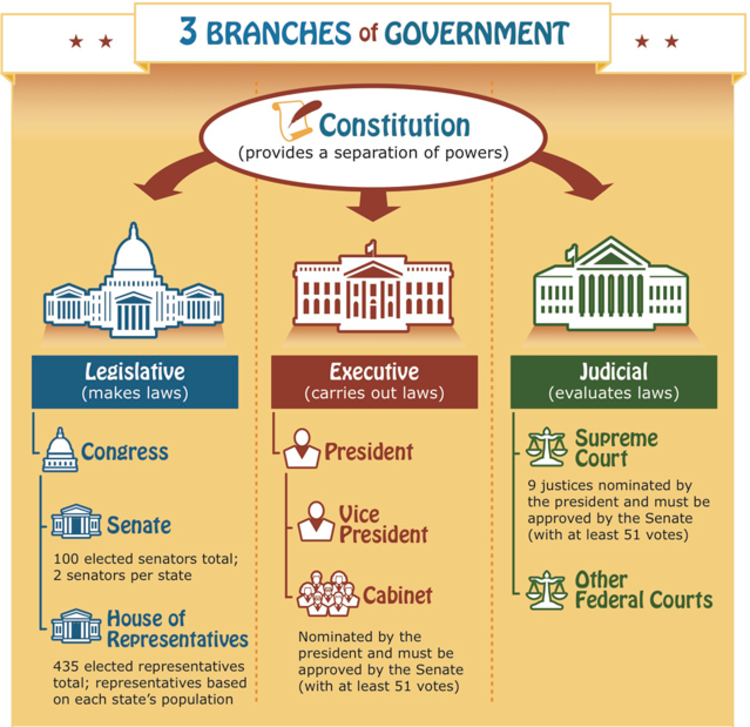 3 BRANCHES of GOVERNMENT
Constitution
(provides a separation of powers)
Legislative
(makes laws)
Congress
Senate
100 elected senators total;
2 senators per state
House of
Representatives
435 elected representatives
total; representatives based
on each state’s population
Executive
(carries out laws)
President
Vice
President
Cabinet
Nominated by the
president and must be
approved by the Senate
(with at least 51 votes)
Judicial
(evaluates laws)
Supreme
Court
9 justices nominated by
the president and must be
approved by the Senate
(with at least 51 votes)
Other
Federal Courts